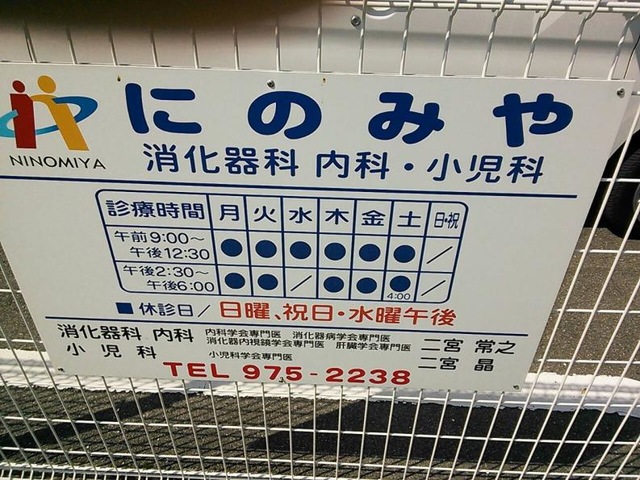 にのみや
NINOMIYA
消化器科 内科・小児科
診療時間 月 火 水 木 金 土 日・祝
午前9:00〜午後12:30 ● ● ● ● ● ● ／
午後2:30〜午後6:00 ● ● ／ ● ● ● 4:00 ／
■休診日／日曜、祝日・水曜午後
消化器科 内科 内科学会専門医 消化器病学会専門医 二宮 常之
消化器内視鏡学会専門医 肝臓学会専門医
小児科 小児科学会専門医 二宮 晶
TEL 975-2238